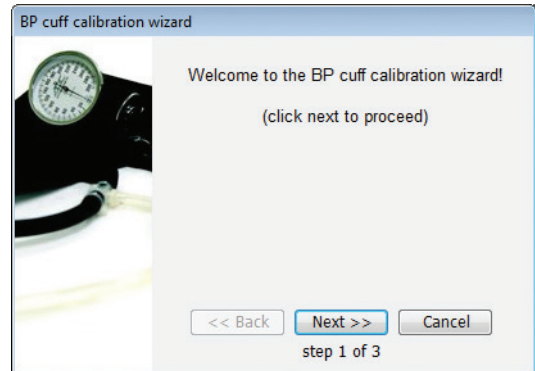 BP cuff calibration wizard
Welcome to the BP cuff calibration wizard!
(click next to proceed)
<< Back Next >> Cancel
step 1 of 3